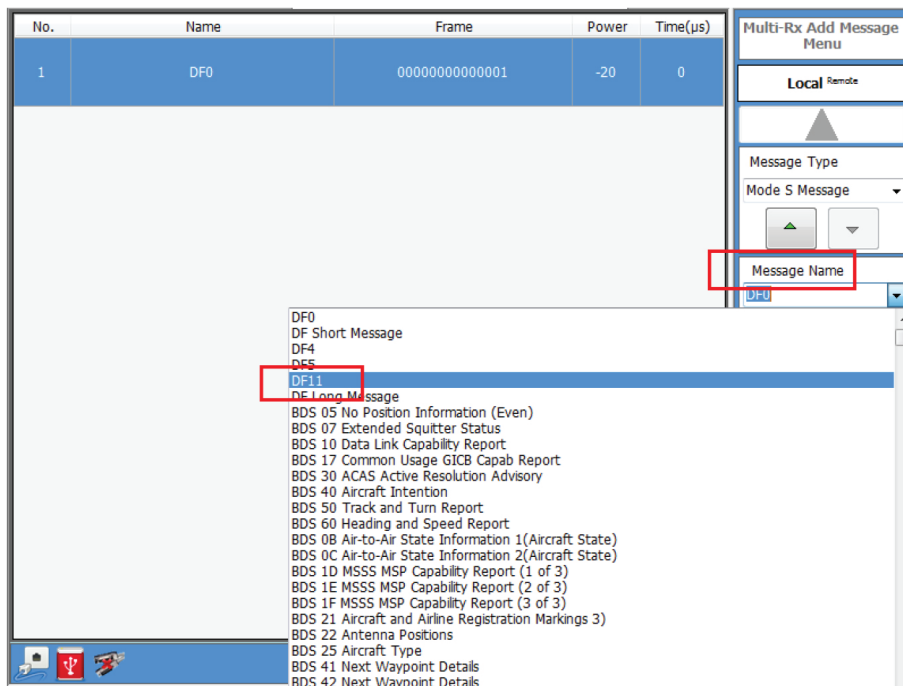 No. Name Frame Power Time(µs)
1 DF0 00000000000001 -20 0
Multi-Rx Add Message
Menu
Local Remote
Message Type
Mode S Message
Message Name
DF0
DF0
DF Short Message
DF4
DF5
DF11
DF Long Message
BDS 05 No Position Information (Even)
BDS 07 Extended Squitter Status
BDS 10 Data Link Capability Report
BDS 17 Common Usage GICB Capab Report
BDS 30 ACAS Active Resolution Advisory
BDS 40 Aircraft Intention
BDS 50 Track and Turn Report
BDS 60 Heading and Speed Report
BDS 0B Air-to-Air State Information 1(Aircraft State)
BDS 0C Air-to-Air State Information 2(Aircraft State)
BDS 1D MSSS MSP Capability Report (1 of 3)
BDS 1E MSSS MSP Capability Report (2 of 3)
BDS 1F MSSS MSP Capability Report (3 of 3)
BDS 21 Aircraft and Airline Registration Markings 3)
BDS 22 Antenna Positions
BDS 25 Aircraft Type
BDS 41 Next Waypoint Details
BDS 42 Next Waypoint Details